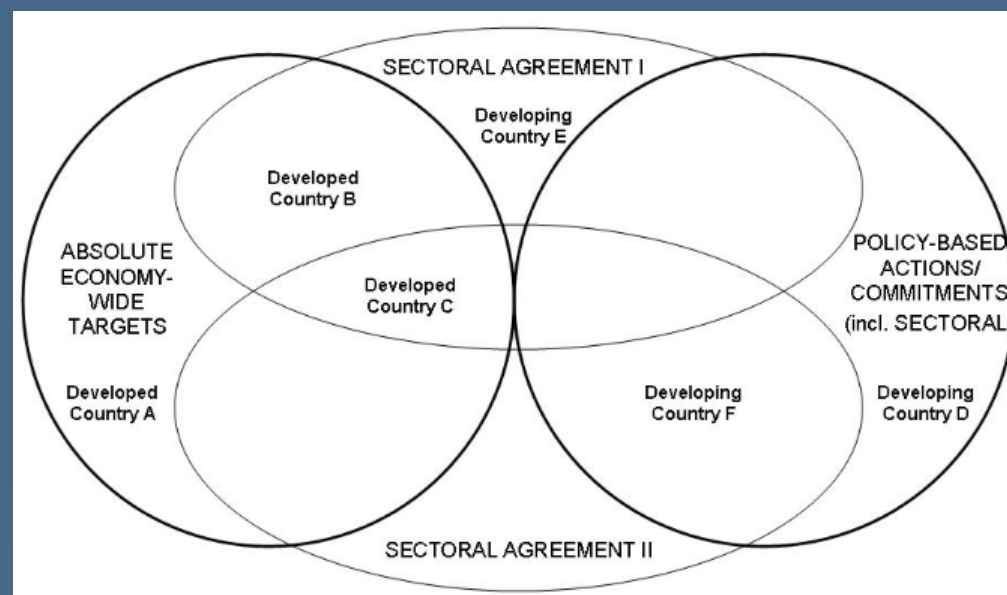 SECTORAL AGREEMENT I
Developing
Country E
Developed
Country B
ABSOLUTE
ECONOMY-
WIDE
TARGETS
Developed
Country C
POLICY-BASED
ACTIONS/
COMMITMENTS
(incl. SECTORAL
Developed
Country A
Developing
Country F
Developing
Country D
SECTORAL AGREEMENT II